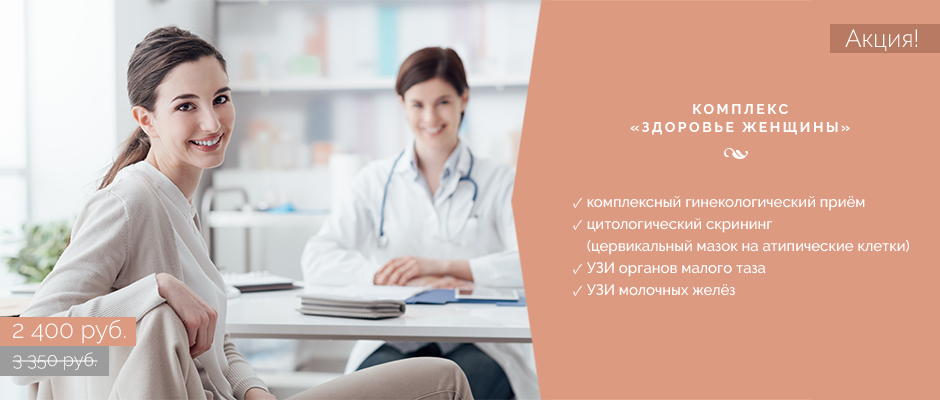 Акция!
КОМПЛЕКС
«ЗДОРОВЬЕ ЖЕНЩИНЫ»
✓ комплексный гинекологический приём
✓ цитологический скрининг
(цервикальный мазок на атипические клетки)
✓ УЗИ органов малого таза
✓ УЗИ молочных желёз
2 400 руб.
3 350 руб.